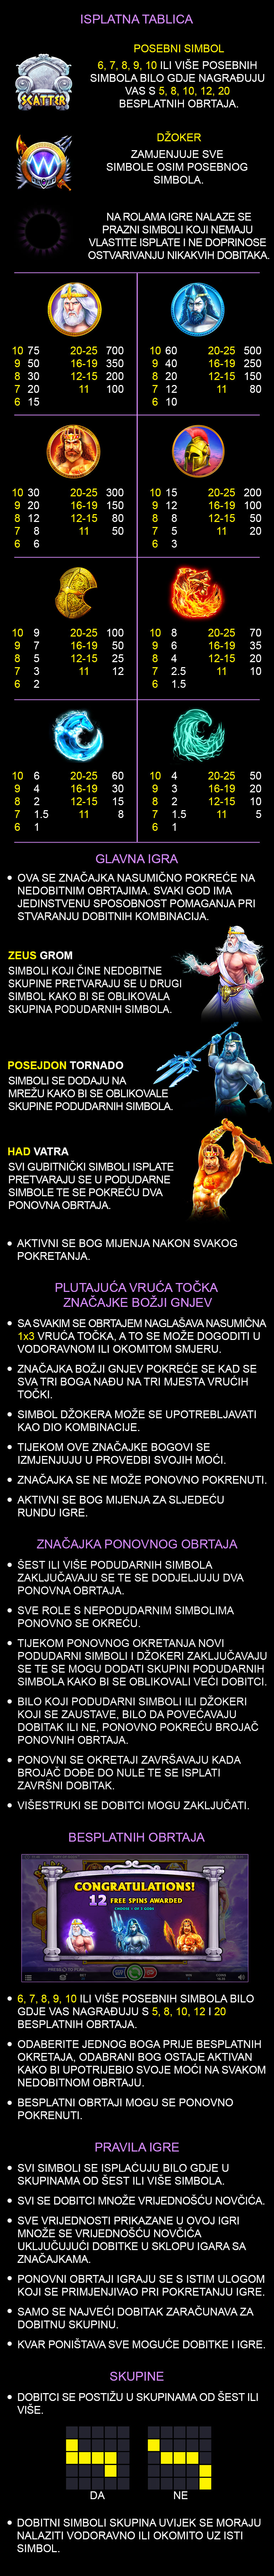 ISPLATNA TABLICA
POSEBNI SIMBOL
6, 7, 8, 9, 10 ILI VIŠE POSEBNIH
SIMBOLA BILO GDJE NAGRAĐUJU
VAS S 5, 8, 10, 12, 20
BESPLATNIH OBRTAJA.
SCATTER
DŽOKER
ZAMJENJUJE SVE
SIMBOLE OSIM POSEBNOG
SIMBOLA.
W
WILD
NA ROLAMA IGRE NALAZE SE
PRAZNI SIMBOLI KOJI NEMAJU
VLASTITE ISPLATE I NE DOPRINOSE
OSTVARIVANJU NIKAKVIH DOBITAKA.
10 75 20-25 700
9 50 16-19 350
8 30 12-15 200
7 20 11 100
6 15
10 60 20-25 500
9 40 16-19 250
8 20 12-15 150
7 12 11 80
6 10
10 30 20-25 300
9 20 16-19 150
8 12 12-15 80
7 8 11 50
6 6
10 15 20-25 200
9 12 16-19 100
8 8 12-15 50
7 5 11 20
6 3
10 9 20-25 100
9 7 16-19 50
8 5 12-15 25
7 3 11 12
6 2
10 8 20-25 70
9 6 16-19 35
8 4 12-15 20
7 2.5 11 10
6 1.5
10 6 20-25 60
9 4 16-19 30
8 2 12-15 15
7 1.5 11 8
6 1
10 4 20-25 50
9 3 16-19 20
8 2 12-15 10
7 1.5 11 5
6 1
GLAVNA IGRA
• OVA SE ZNAČAJKA NASUMIČNO POKREĆE NA
NEDOBITNIM OBRTAJIMA. SVAKI GOD IMA
JEDINSTVENU SPOSOBNOST POMAGANJA PRI
STVARANJU DOBITNIH KOMBINACIJA.
ZEUS GROM
SIMBOLI KOJI ČINE NEDOBITNE
SKUPINE PRETVARAJU SE U DRUGI
SIMBOL KAKO BI SE OBLIKOVALA
SKUPINA PODUDARNIH SIMBOLA.
POSEJDON TORNADO
SIMBOLI SE DODAJU NA
MREŽU KAKO BI SE OBLIKOVALE
SKUPINE PODUDARNIH SIMBOLA.
HAD VATRA
SVI GUBITNIČKI SIMBOLI ISPLATE
PRETVARAJU SE U PODUDARNE
SIMBOLE TE SE POKREĆU DVA
PONOVNA OBRTAJA.
• AKTIVNI SE BOG MIJENJA NAKON SVAKOG
POKRETANJA.
PLUTAJUĆA VRUĆA TOČKA
ZNAČAJKE BOŽJI GNJEV
• SA SVAKIM SE OBRTAJEM NAGLAŠAVA NASUMIČNA
1x3 VRUĆA TOČKA, A TO SE MOŽE DOGODITI U
VODORAVNOM ILI OKOMITOM SMJERU.
• ZNAČAJKA BOŽJI GNJEV POKREĆE SE KAD SE
SVA TRI BOGA NAĐU NA TRI MJESTA VRUĆIH
TOČKI.
• SIMBOL DŽOKERA MOŽE SE UPOTREBLJAVATI
KAO DIO KOMBINACIJE.
• TIJEKOM OVE ZNAČAJKE BOGOVI SE
IZMJENJUJU U PROVEDBI SVOJIH MOĆI.
• ZNAČAJKA SE NE MOŽE PONOVNO POKRENUTI.
• AKTIVNI SE BOG MIJENJA ZA SLJEDEĆU
RUNDU IGRE.
ZNAČAJKA PONOVNOG OBRTAJA
• ŠEST ILI VIŠE PODUDARNIH SIMBOLA
ZAKLJUČAVAJU SE TE SE DODJELJUJU DVA
PONOVNA OBRTAJA.
• SVE ROLE S NEPODUDARNIM SIMBOLIMA
PONOVNO SE OKREĆU.
• TIJEKOM PONOVNOG OKRETANJA NOVI
PODUDARNI SIMBOLI I DŽOKERI ZAKLJUČAVAJU
SE TE SE MOGU DODATI SKUPINI PODUDARNIH
SIMBOLA KAKO BI SE OBLIKOVALI VEĆI DOBITCI.
• BILO KOJI PODUDARNI SIMBOLI ILI DŽOKERI
KOJI SE ZAUSTAVE, BILO DA POVEĆAVAJU
DOBITAK ILI NE, PONOVNO POKREĆU BROJAČ
PONOVNIH OBRTAJA.
• PONOVNI SE OKRETAJI ZAVRŠAVAJU KADA
BROJAČ DOĐE DO NULE TE SE ISPLATI
ZAVRŠNI DOBITAK.
• VIŠESTRUKI SE DOBITCI MOGU ZAKLJUČATI.
BESPLATNIH OBRTAJA
CONGRATULATIONS!
12 FREE SPINS AWARDED
CHOOSE 1 OF 3 GODS
• 6, 7, 8, 9, 10 ILI VIŠE POSEBNIH SIMBOLA BILO
GDJE VAS NAGRAĐUJU S 5, 8, 10, 12 I 20
BESPLATNIH OBRTAJA.
• ODABERITE JEDNOG BOGA PRIJE BESPLATNIH
OKRETAJA, ODABRANI BOG OSTAJE AKTIVAN
KAKO BI UPOTRIJEBIO SVOJE MOĆI NA SVAKOM
NEDOBITNOM OBRTAJU.
• BESPLATNI OBRTAJI MOGU SE PONOVNO
POKRENUTI.
PRAVILA IGRE
• SVI SIMBOLI SE ISPLAĆUJU BILO GDJE U
SKUPINAMA OD ŠEST ILI VIŠE SIMBOLA.
• SVI SE DOBITCI MNOŽE VRIJEDNOŠĆU NOVČIĆA.
• SVE VRIJEDNOSTI PRIKAZANE U OVOJ IGRI
MNOŽE SE VRIJEDNOŠĆU NOVČIĆA
UKLJUČUJUĆI DOBITKE U SKLOPU IGARA SA
ZNAČAJKAMA.
• PONOVNI OBRTAJI IGRAJU SE S ISTIM ULOGOM
KOJI SE PRIMJENJIVAO PRI POKRETANJU IGRE.
• SAMO SE NAJVEĆI DOBITAK ZARAČUNAVA ZA
DOBITNU SKUPINU.
• KVAR PONIŠTAVA SVE MOGUĆE DOBITKE I IGRE.
SKUPINE
• DOBITCI SE POSTIŽU U SKUPINAMA OD ŠEST ILI
VIŠE.
DA NE
• DOBITNI SIMBOLI SKUPINA UVIJEK SE MORAJU
NALAZITI VODORAVNO ILI OKOMITO UZ ISTI
SIMBOL.